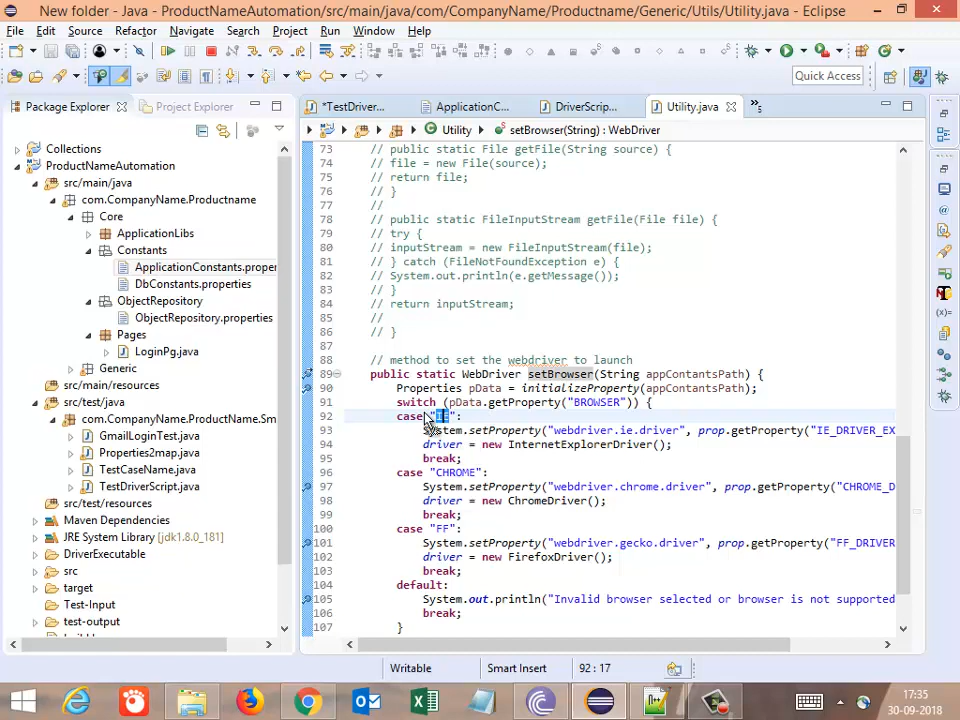 New folder - Java - ProductNameAutomation/src/main/java/com/CompanyName/Productname/Generic/Utils/Utility.java - Eclipse
File Edit Source Refactor Navigate Search Project Run Window Help
Quick Access
Package Explorer
Project Explorer
Collections
ProductNameAutomation
src/main/java
com.CompanyName.Productname
Core
ApplicationLibs
Constants
ApplicationConstants.proper
DbConstants.properties
ObjectRepository
ObjectRepository.properties
Pages
LoginPg.java
Generic
src/main/resources
src/test/java
com.CompanyName.ProductName.Sm
GmailLoginTest.java
Properties2map.java
TestCaseName.java
TestDriverScript.java
src/test/resources
Maven Dependencies
JRE System Library [jdk1.8.0_181]
DriverExecutable
src
target
Test-Input
test-output
*TestDriver... ApplicationC... DriverScrip... Utility.java »5
Utility setBrowser(String) : WebDriver
73 // public static File getFile(String source) {
74 // file = new File(source);
75 // return file;
76 // }
77 //
78 // public static FileInputStream getFile(File file) {
79 // try {
80 // inputStream = new FileInputStream(file);
81 // } catch (FileNotFoundException e) {
82 // System.out.println(e.getMessage());
83 // }
84 // return inputStream;
85 //
86 // }
87
88 // method to set the webdriver to launch
89 public static WebDriver setBrowser(String appContantsPath) {
90 Properties pData = initializeProperty(appContantsPath);
91 switch (pData.getProperty("BROWSER")) {
92 case "IE":
93 System.setProperty("webdriver.ie.driver", prop.getProperty("IE_DRIVER_EX
94 driver = new InternetExplorerDriver();
95 break;
96 case "CHROME":
97 System.setProperty("webdriver.chrome.driver", prop.getProperty("CHROME_D
98 driver = new ChromeDriver();
99 break;
100 case "FF":
101 System.setProperty("webdriver.gecko.driver", prop.getProperty("FF_DRIVER
102 driver = new FirefoxDriver();
103 break;
104 default:
105 System.out.println("Invalid browser selected or browser is not supported
106 break;
107 }
Writable Smart Insert 92 : 17
17:35
30-09-2018